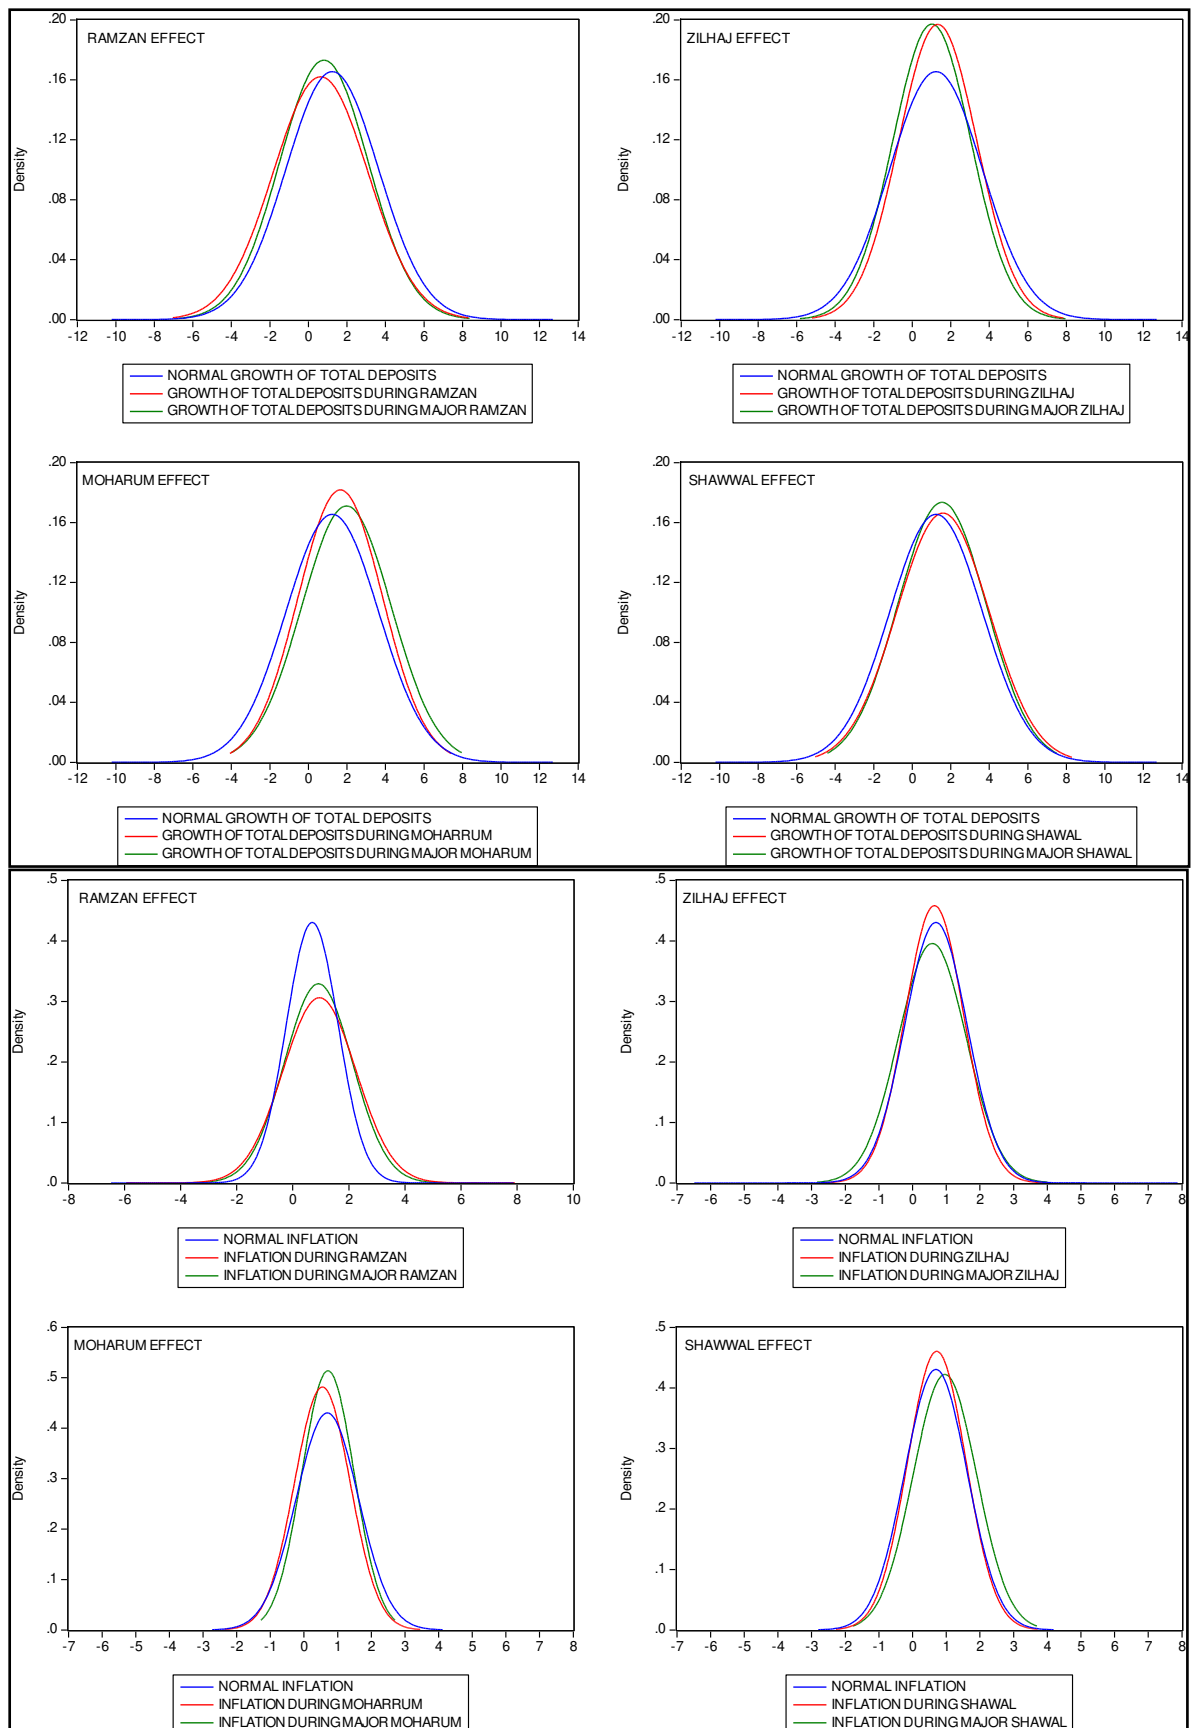 RAMZAN EFFECT
.20
.16
.12
.08
.04
.00
Density
-12 -10 -8 -6 -4 -2 0 2 4 6 8 10 12 14
NORMAL GROWTH OF TOTAL DEPOSITS
GROWTH OF TOTAL DEPOSITS DURING RAMZAN
GROWTH OF TOTAL DEPOSITS DURING MAJOR RAMZAN
ZILHAJ EFFECT
.20
.16
.12
.08
.04
.00
Density
-12 -10 -8 -6 -4 -2 0 2 4 6 8 10 12 14
NORMAL GROWTH OF TOTAL DEPOSITS
GROWTH OF TOTAL DEPOSITS DURING ZILHAJ
GROWTH OF TOTAL DEPOSITS DURING MAJOR ZILHAJ
MOHARUM EFFECT
.20
.16
.12
.08
.04
.00
Density
-12 -10 -8 -6 -4 -2 0 2 4 6 8 10 12 14
NORMAL GROWTH OF TOTAL DEPOSITS
GROWTH OF TOTAL DEPOSITS DURING MOHARRUM
GROWTH OF TOTAL DEPOSITS DURING MAJOR MOHARUM
SHAWWAL EFFECT
.20
.16
.12
.08
.04
.00
Density
-12 -10 -8 -6 -4 -2 0 2 4 6 8 10 12 14
NORMAL GROWTH OF TOTAL DEPOSITS
GROWTH OF TOTAL DEPOSITS DURING SHAWAL
GROWTH OF TOTAL DEPOSITS DURING MAJOR SHAWAL
RAMZAN EFFECT
.5
.4
.3
.2
.1
.0
Density
-8 -6 -4 -2 0 2 4 6 8 10
NORMAL INFLATION
INFLATION DURING RAMZAN
INFLATION DURING MAJOR RAMZAN
ZILHAJ EFFECT
.5
.4
.3
.2
.1
.0
Density
-7 -6 -5 -4 -3 -2 -1 0 1 2 3 4 5 6 7 8
NORMAL INFLATION
INFLATION DURING ZILHAJ
INFLATION DURING MAJOR ZILHAJ
MOHARUM EFFECT
.6
.5
.4
.3
.2
.1
.0
Density
-7 -6 -5 -4 -3 -2 -1 0 1 2 3 4 5 6 7 8
NORMAL INFLATION
INFLATION DURING MOHARRUM
INFLATION DURING MAJOR MOHARUM
SHAWWAL EFFECT
.5
.4
.3
.2
.1
.0
Density
-7 -6 -5 -4 -3 -2 -1 0 1 2 3 4 5 6 7 8
NORMAL INFLATION
INFLATION DURING SHAWAL
INFLATION DURING MAJOR SHAWAL